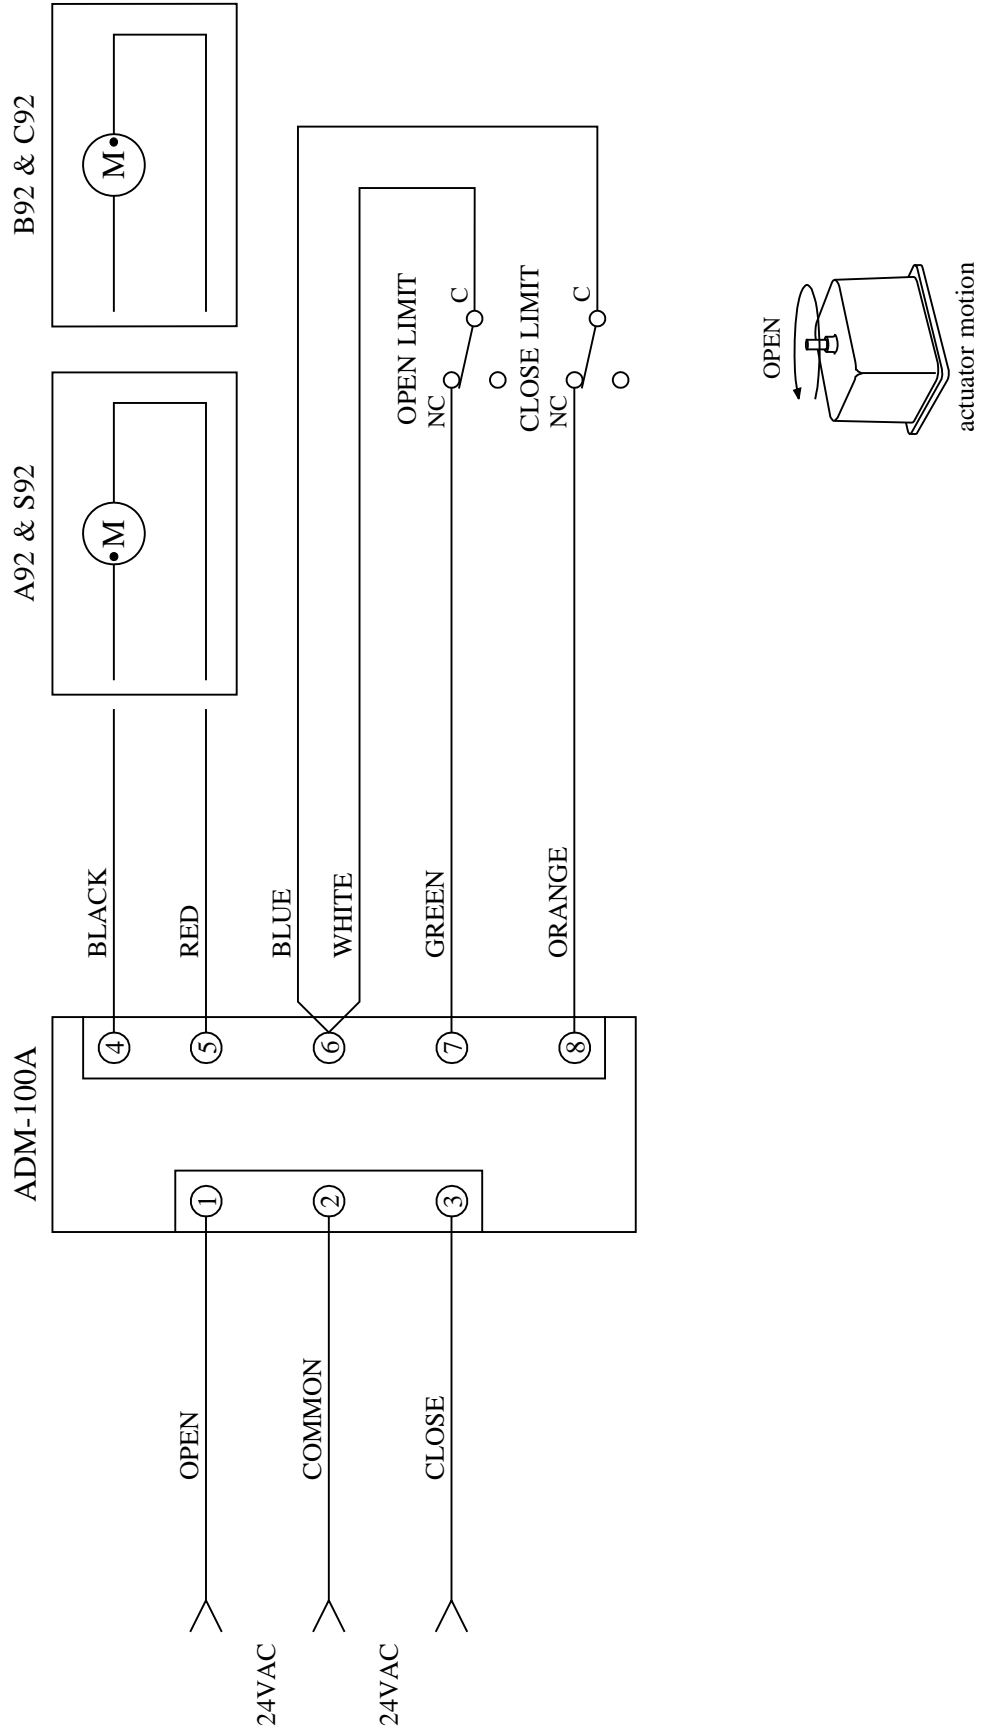 ADM-100A
A92 & S92
B92 & C92
BLACK
M
M
4
OPEN
1
RED
5
24VAC
BLUE
COMMON
2
6
WHITE
24VAC
OPEN LIMIT
C
NC
CLOSE
3
7
GREEN
CLOSE LIMIT
C
NC
8
ORANGE
OPEN
actuator motion